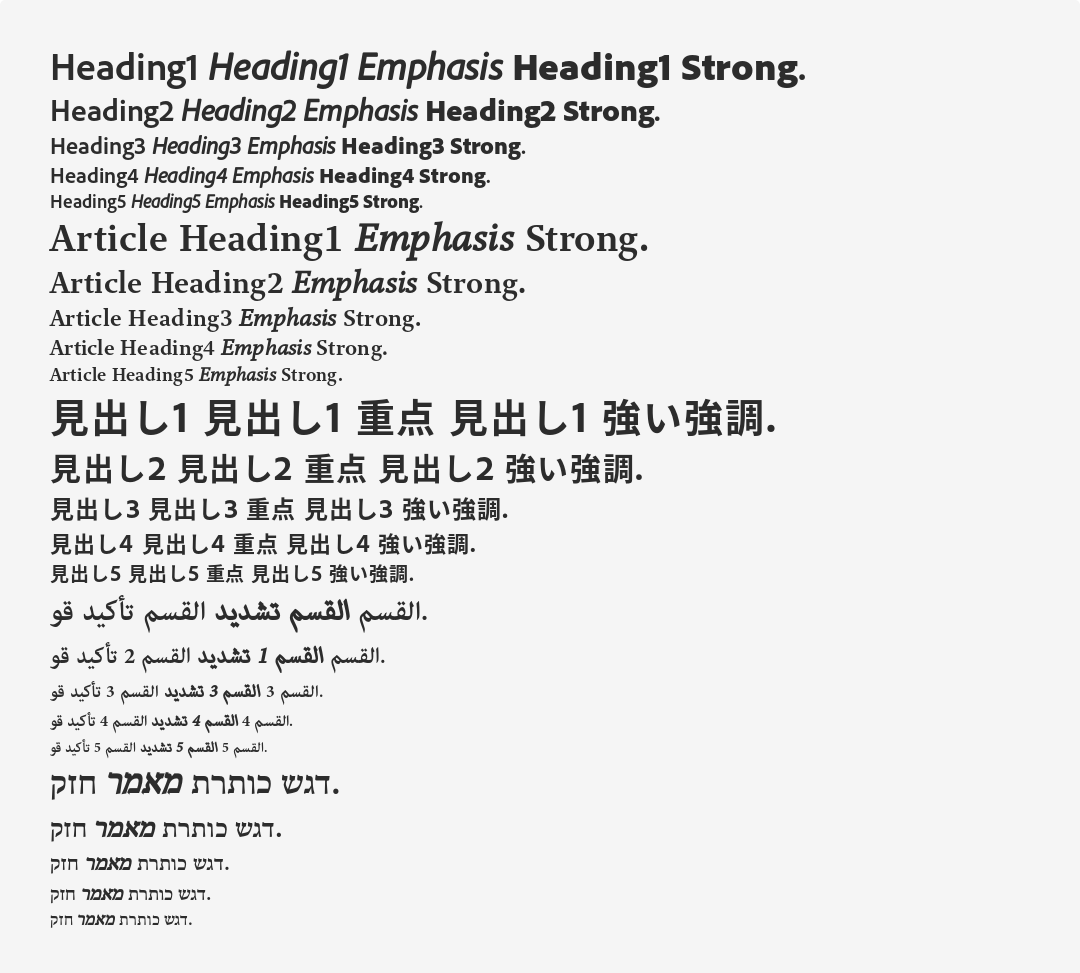 Heading1 Heading1 Emphasis Heading1 Strong.
Heading2 Heading2 Emphasis Heading2 Strong.
Heading3 Heading3 Emphasis Heading3 Strong.
Heading4 Heading4 Emphasis Heading4 Strong.
Heading5 Heading5 Emphasis Heading5 Strong.
Article Heading1 Emphasis Strong.
Article Heading2 Emphasis Strong.
Article Heading3 Emphasis Strong.
Article Heading4 Emphasis Strong.
Article Heading5 Emphasis Strong.
見出し1 見出し1 重点 見出し1 強い強調.
見出し2 見出し2 重点 見出し2 強い強調.
見出し3 見出し3 重点 見出し3 強い強調.
見出し4 見出し4 重点 見出し4 強い強調.
見出し5 見出し5 重点 見出し5 強い強調.
القسم القسم تشديد القسم تأكيد قو.
القسم القسم 1 تشديد القسم 2 تأكيد قو.
القسم 3 القسم 3 تشديد القسم 3 تأكيد قو.
القسم 4 القسم 4 تشديد القسم 4 تأكيد قو.
القسم 5 القسم 5 تشديد القسم 5 تأكيد قو.
דגש כותרת מאמר חזק.
דגש כותרת מאמר חזק.
דגש כותרת מאמר חזק.
דגש כותרת מאמר חזק.
דגש כותרת מאמר חזק.